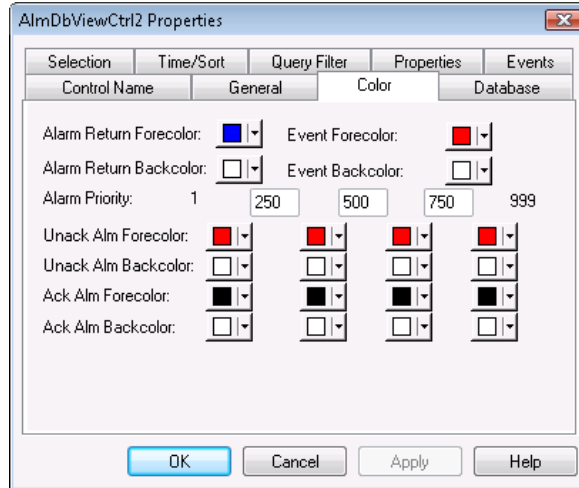 AlmDbViewCtrl2 Properties
Selection Time/Sort Query Filter Properties Events
Control Name General Color Database
Alarm Return Forecolor: Event Forecolor:
Alarm Return Backcolor: Event Backcolor:
Alarm Priority: 1 250 500 750 999
Unack Alm Forecolor:
Unack Alm Backcolor:
Ack Alm Forecolor:
Ack Alm Backcolor:
OK Cancel Apply Help